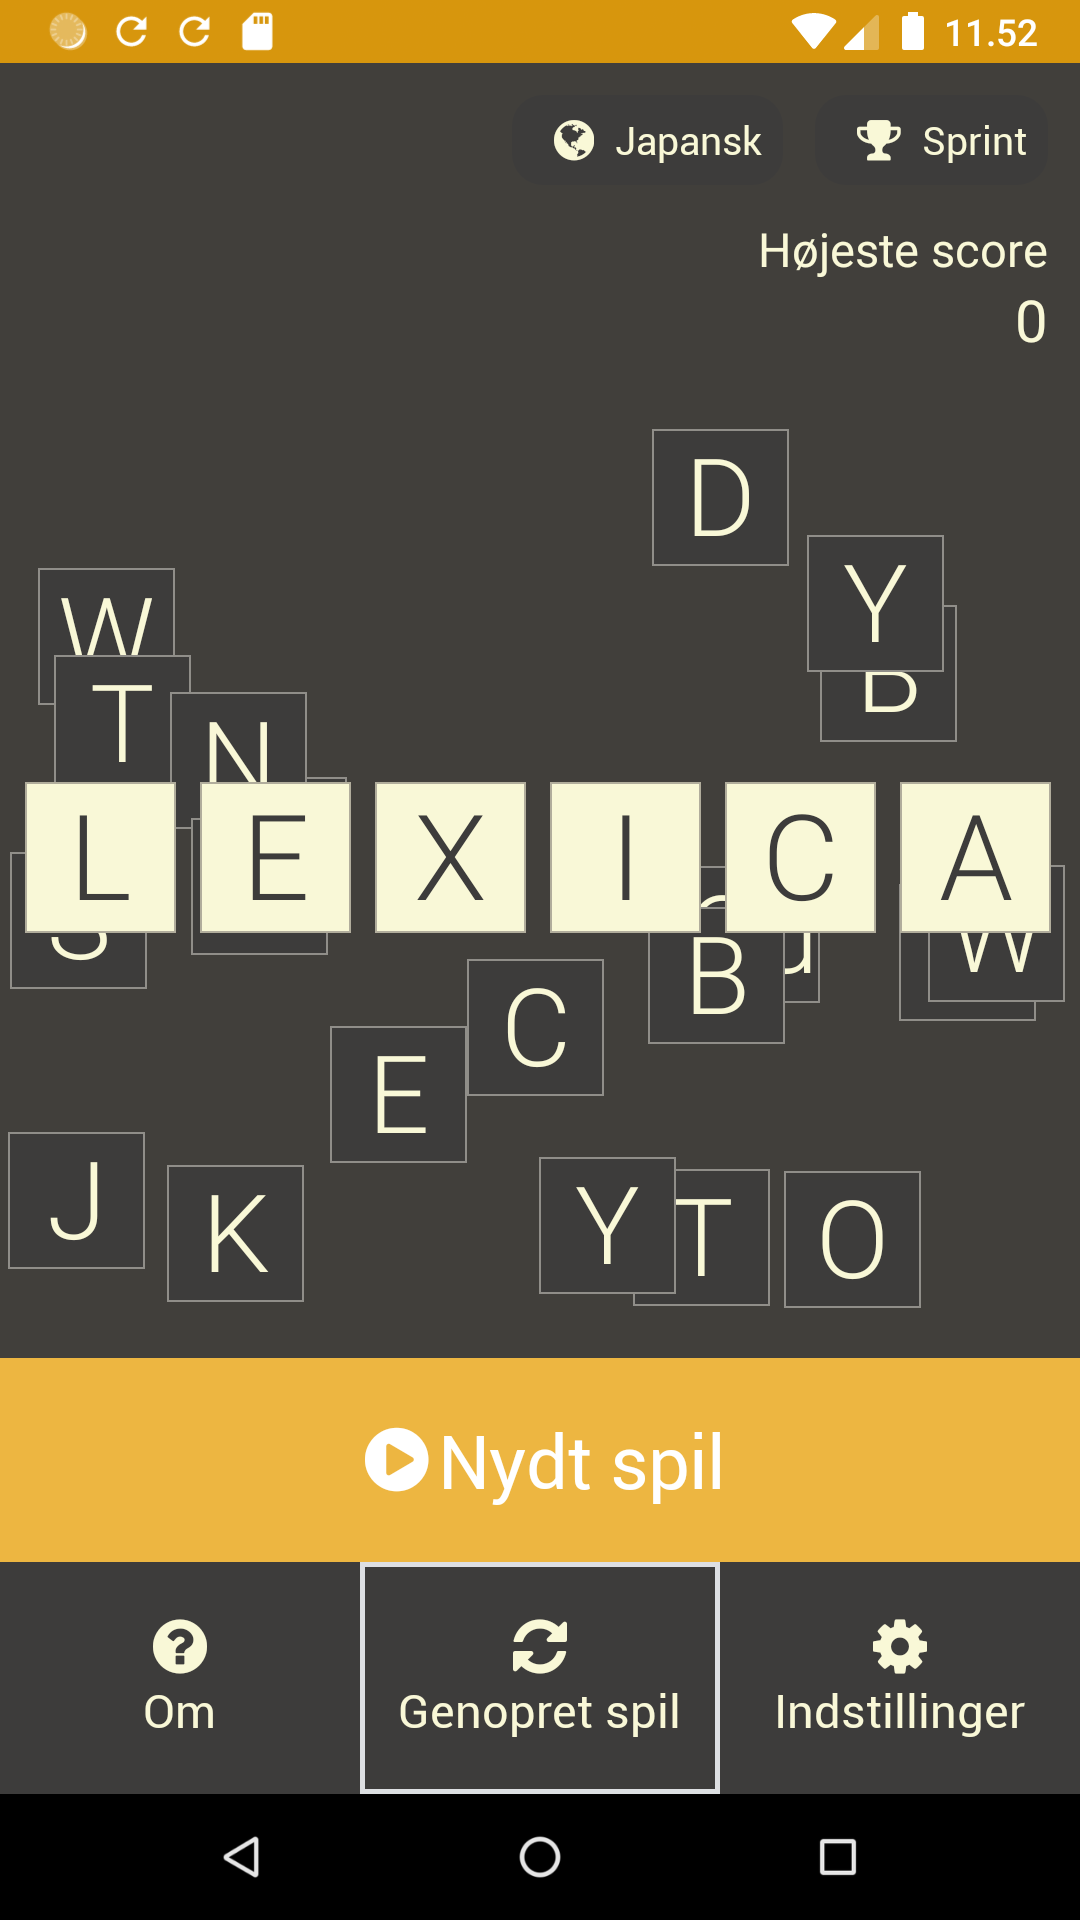 11.52
Japansk
Sprint
Højeste score
0
D
Y
B
W
T
N
L E X I C A
S
W
B
C
E
J
K
Y
T
O
Nydt spil
Om
Genopret spil
Indstillinger